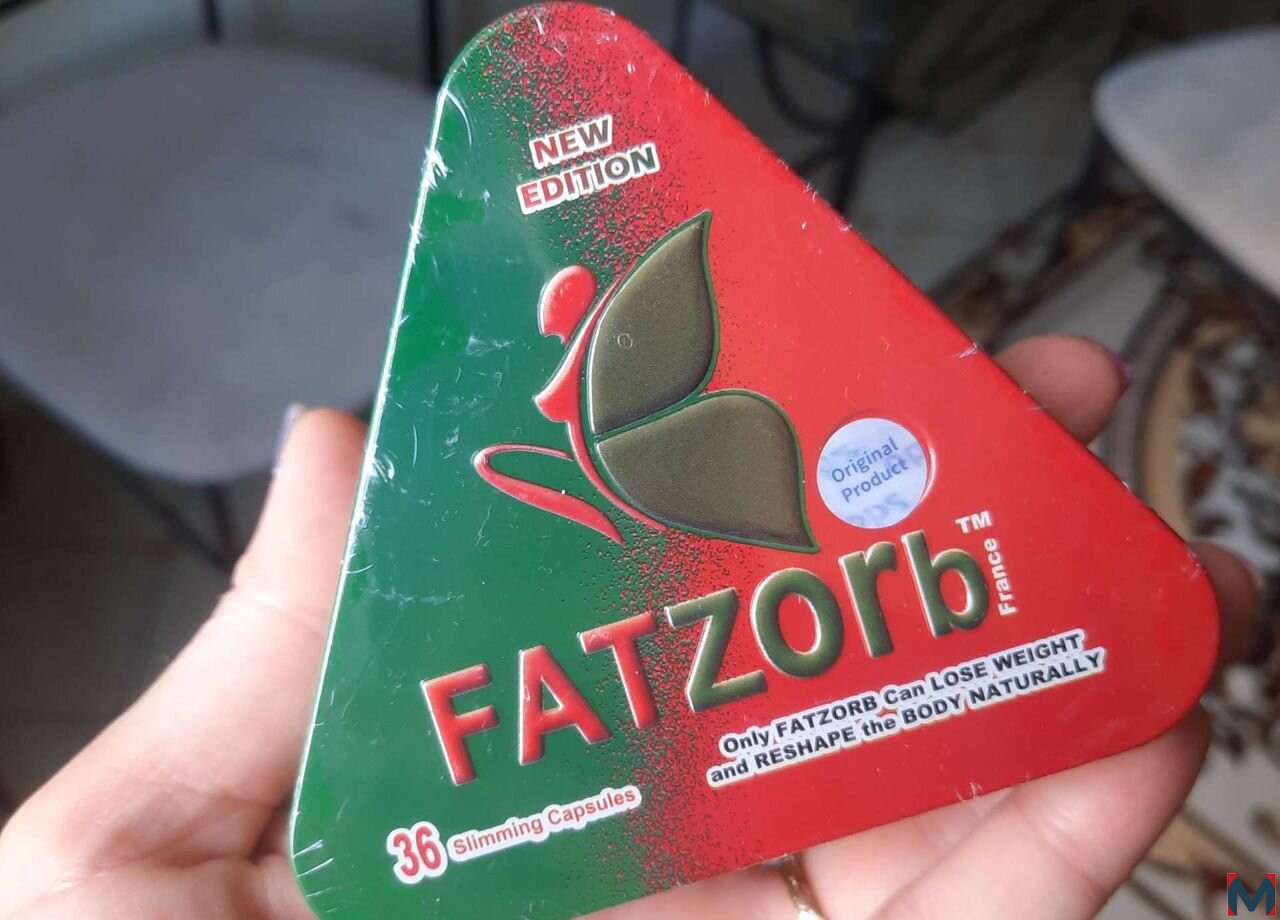 NEW
EDITION
Original
Product
FATZorb™
France
Only FATZORB Can LOSE WEIGHT
and RESHAPE the BODY NATURALLY
36 Slimming Capsules
M